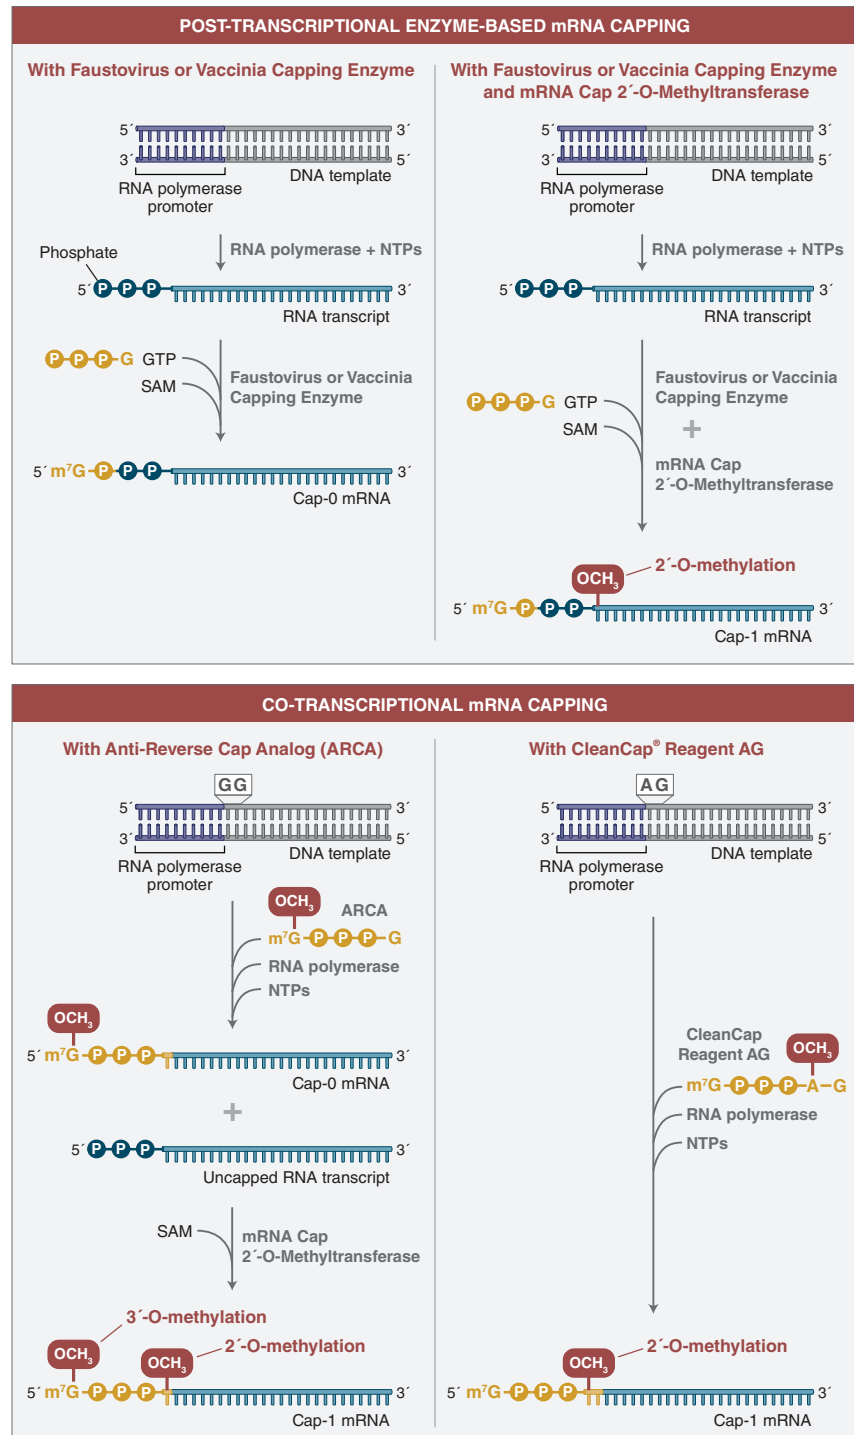 POST-TRANSCRIPTIONAL ENZYME-BASED mRNA CAPPING
With Faustovirus or Vaccinia Capping Enzyme
5´ 3´
3´ 5´
RNA polymerase
promoter
DNA template
RNA polymerase + NTPs
Phosphate
5´ P P P 3´
RNA transcript
P P P G GTP
SAM
Faustovirus or Vaccinia
Capping Enzyme
5´ m⁷G P P P 3´
Cap-0 mRNA
With Faustovirus or Vaccinia Capping Enzyme
and mRNA Cap 2´-O-Methyltransferase
5´ 3´
3´ 5´
RNA polymerase
promoter
DNA template
RNA polymerase + NTPs
5´ P P P 3´
RNA transcript
P P P G GTP
SAM
Faustovirus or Vaccinia
Capping Enzyme
+
mRNA Cap
2´-O-Methyltransferase
OCH₃
2´-O-methylation
5´ m⁷G P P P 3´
Cap-1 mRNA
CO-TRANSCRIPTIONAL mRNA CAPPING
With Anti-Reverse Cap Analog (ARCA)
GG
5´ 3´
3´ 5´
RNA polymerase
promoter
DNA template
OCH₃
ARCA
m⁷G P P P G
RNA polymerase
NTPs
OCH₃
5´ m⁷G P P P 3´
Cap-0 mRNA
+
5´ P P P 3´
Uncapped RNA transcript
SAM
mRNA Cap
2´-O-Methyltransferase
3´-O-methylation
OCH₃
2´-O-methylation
OCH₃
5´ m⁷G P P P 3´
Cap-1 mRNA
With CleanCap® Reagent AG
AG
5´ 3´
3´ 5´
RNA polymerase
promoter
DNA template
CleanCap
Reagent AG
OCH₃
m⁷G P P P A G
RNA polymerase
NTPs
2´-O-methylation
OCH₃
5´ m⁷G P P P 3´
Cap-1 mRNA